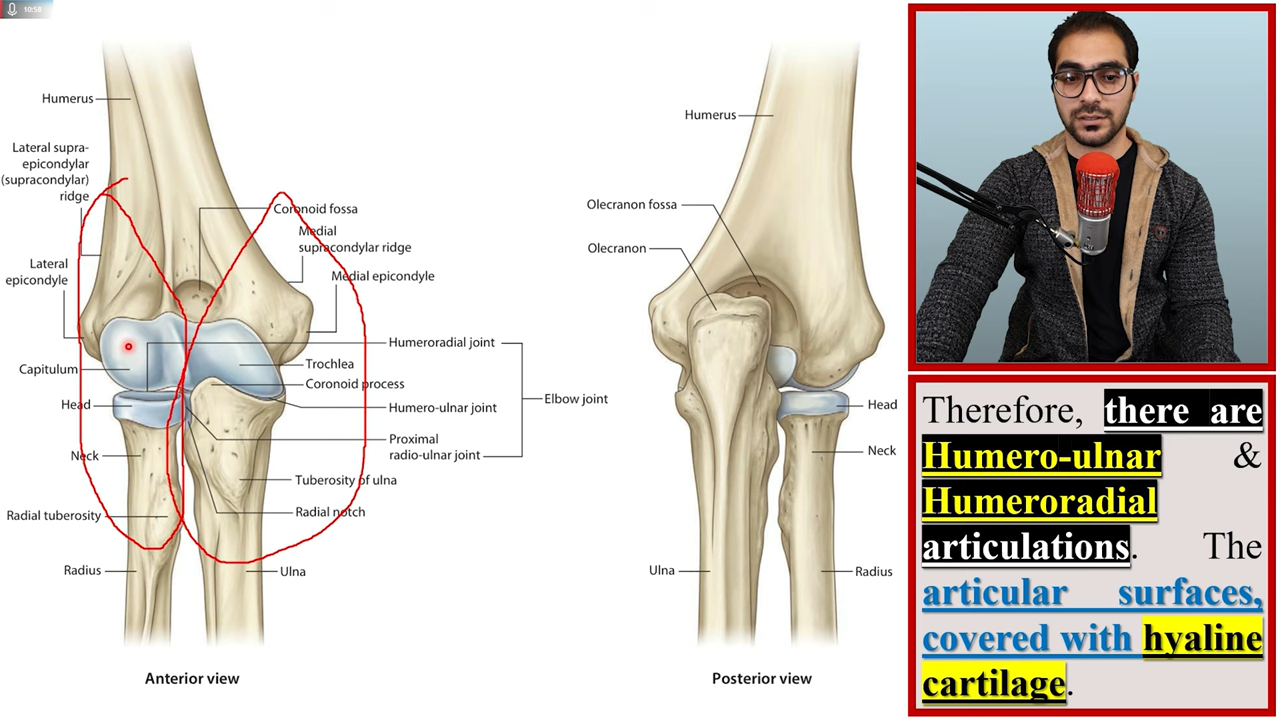 10:58
Humerus
Lateral supra-
epicondylar
(supracondylar)
ridge
Lateral
epicondyle
Capitulum
Head
Neck
Radial tuberosity
Radius
Coronoid fossa
Medial
supracondylar ridge
Medial epicondyle
Humeroradial joint
Trochlea
Coronoid process
Humero-ulnar joint
Proximal
radio-ulnar joint
Elbow joint
Tuberosity of ulna
Radial notch
Ulna
Anterior view
Humerus
Olecranon fossa
Olecranon
Head
Neck
Ulna
Radius
Posterior view
Therefore, there are
Humero-ulnar &
Humeroradial
articulations. The
articular surfaces,
covered with hyaline
cartilage.